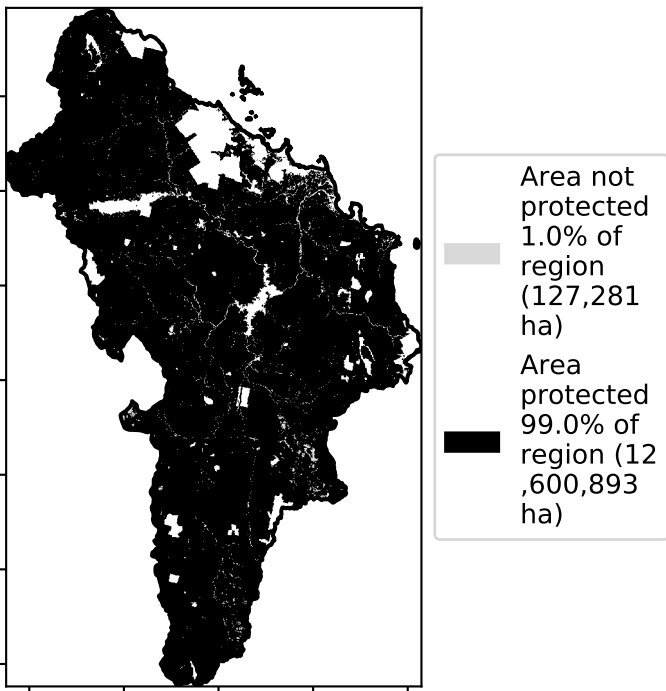 Area not
protected
1.0% of
region
(127,281
ha)
Area
protected
99.0% of
region (12
,600,893
ha)